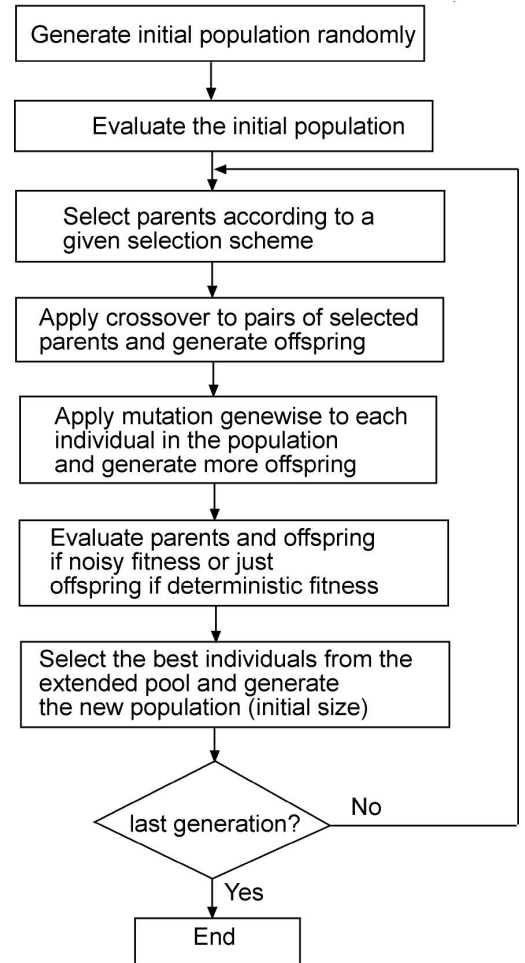 Generate initial population randomly
Evaluate the initial population
Select parents according to a
given selection scheme
Apply crossover to pairs of selected
parents and generate offspring
Apply mutation genewise to each
individual in the population
and generate more offspring
Evaluate parents and offspring
if noisy fitness or just
offspring if deterministic fitness
Select the best individuals from the
extended pool and generate
the new population (initial size)
last generation?
No
Yes
End